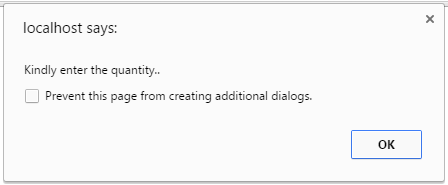 localhost says:
Kindly enter the quantity..
Prevent this page from creating additional dialogs.
OK